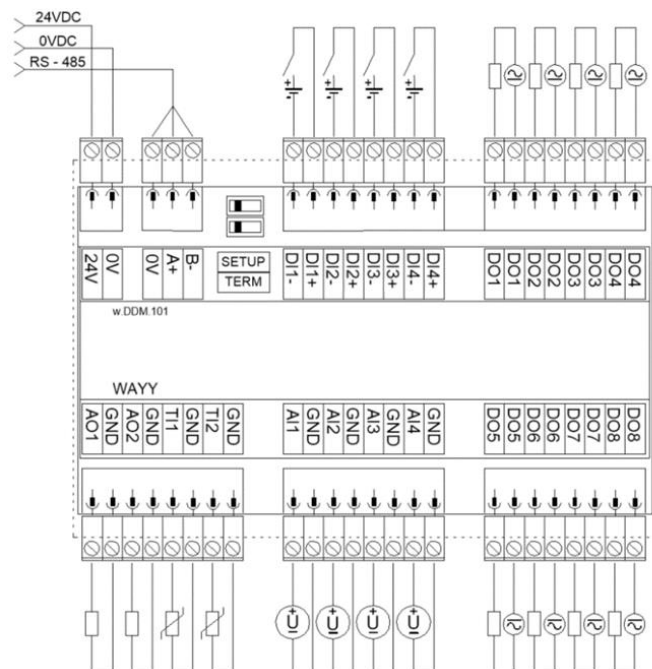 24VDC
0VDC
RS - 485
24V 0V 0V A+ B- SETUP DI1- DI1+ DI2- DI2+ DI3- DI3+ DI4- DI4+ DO1 DO1 DO2 DO2 DO3 DO3 DO4 DO4
TERM
w.DDM.101
WAYY
AO1 GND AO2 GND TI1 GND TI2 GND AI1 GND AI2 GND AI3 GND AI4 GND DO5 DO5 DO6 DO6 DO7 DO7 DO8 DO8